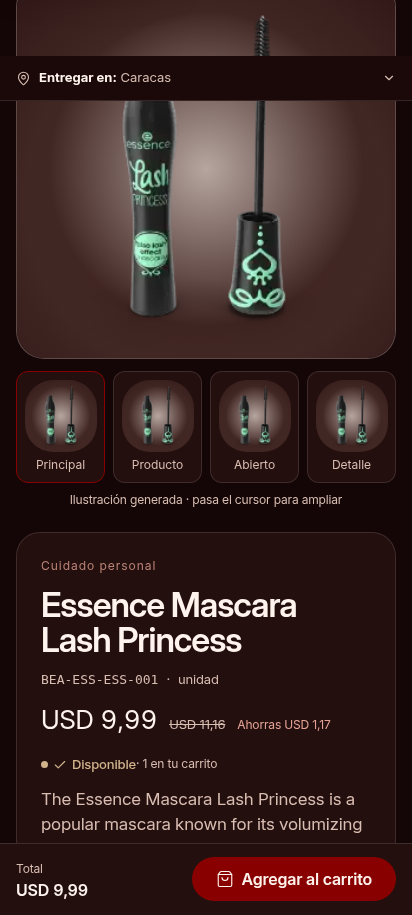 Entregar en: Caracas
essence
Lash
PRINCESS
false lash
effect
Principal
Producto
Abierto
Detalle
Ilustración generada · pasa el cursor para ampliar
Cuidado personal
Essence Mascara
Lash Princess
BEA-ESS-ESS-001 · unidad
USD 9,99 USD 11,16 Ahorras USD 1,17
Disponible · 1 en tu carrito
The Essence Mascara Lash Princess is a
popular mascara known for its volumizing
Total
USD 9,99
Agregar al carrito